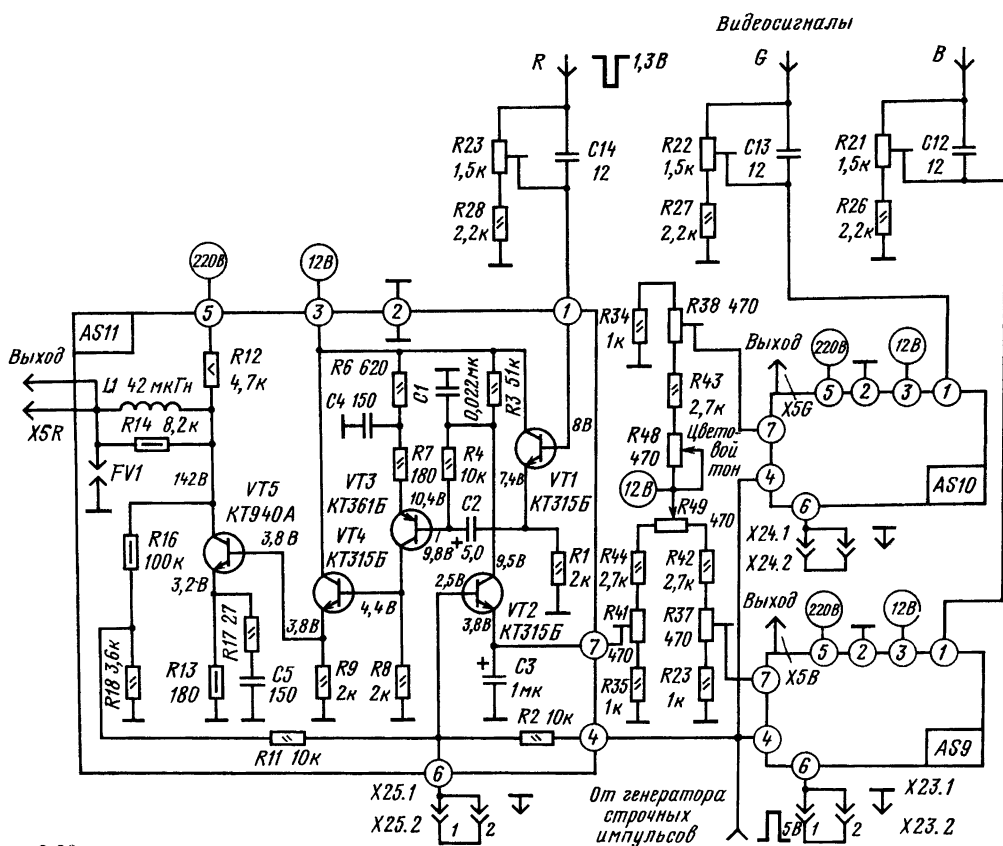 Видеосигналы
R
1,3В
G
B
R23
1,5к
C14
12
R22
1,5к
C13
12
R21
1,5к
C12
12
R28
2,2к
R27
2,2к
R26
2,2к
220В
12В
5
3
2
1
AS11
Выход
L1 42 мкГн
X5R
R14 8,2к
FV1
R12
4,7к
R6 620
C4 150
C1
0,022мк
R3 51к
8В
R7
180
R4
10к
7,4В
VT1
КТ315Б
142В
VT5
КТ940А
3,8В
VT3
КТ361Б
10,4В
C2
9,8В
+
5,0
VT4
КТ315Б
R16
100к
3,2В
4,4В
3,8В
2,5В
9,5В
R1
2к
VT2
КТ315Б
3,8В
7
R17 27
R18 3,6к
R13
180
C5
150
R9
2к
R8
2к
+
C3
1мк
R11 10к
R2 10к
4
6
X25.1
X25.2
1
2
R34
1к
R38 470
R43
2,7к
R48
470
Цвето-
вой
тон
12В
R49
470
R44
2,7к
R42
2,7к
R41
470
R37
470
R35
1к
R23
1к
Выход
X5G
220В
12В
5
2
3
1
7
4
AS10
6
X24.1
X24.2
Выход
X5B
220В
12В
5
2
3
1
7
4
AS9
6
X23.1
X23.2
1
2
От генератора
строчных
импульсов
5В